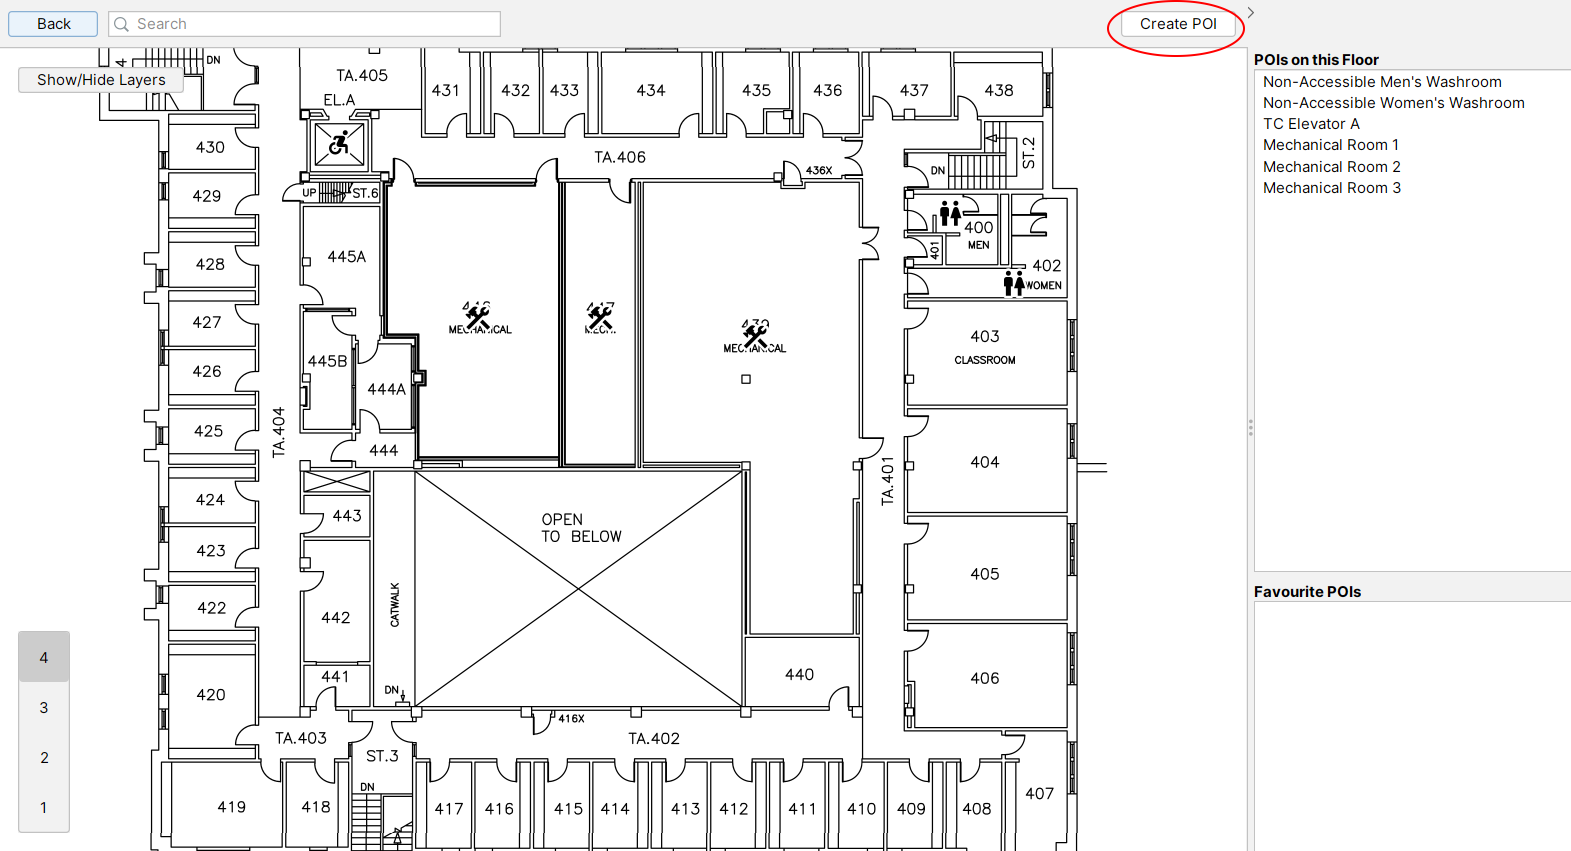 Back
Search
Create POI
Show/Hide Layers
POIs on this Floor
Non-Accessible Men's Washroom
Non-Accessible Women's Washroom
TC Elevator A
Mechanical Room 1
Mechanical Room 2
Mechanical Room 3
Favourite POIs
4
3
2
1
4
DN
TA.405
EL.A
431
432
433
434
435
436
437
438
430
TA.406
436X
ST.2
DN
429
UP
ST.6
400
MEN
401
402
WOMEN
428
445A
427
MECHANICAL
MECHANICAL
403
CLASSROOM
426
445B
444A
425
TA.404
444
404
TA.401
424
443
OPEN
TO BELOW
423
405
422
442
CATWALK
420
441
DN
440
406
416X
TA.403
ST.3
TA.402
DN
419
418
417
416
415
414
413
412
411
410
409
408
407